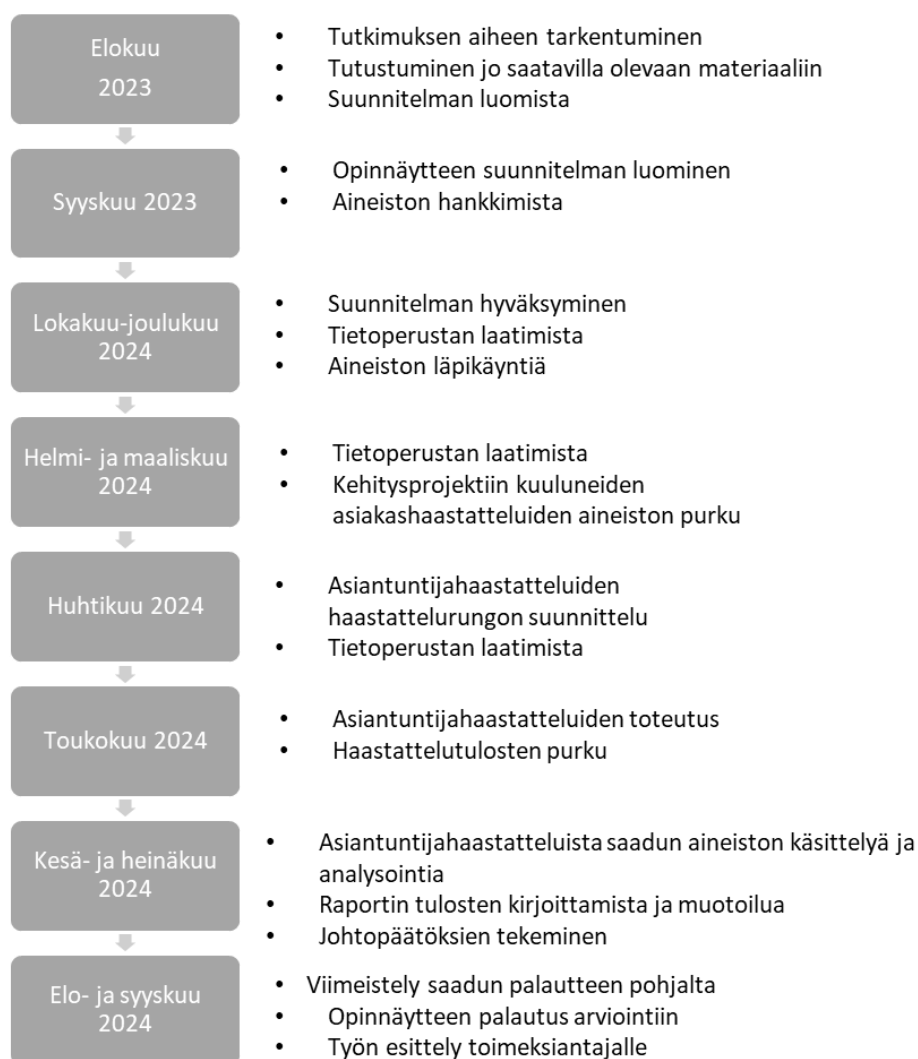 Elokuu
2023
• Tutkimuksen aiheen tarkentuminen
• Tutustuminen jo saatavilla olevaan materiaaliin
• Suunnitelman luomista
Syyskuu 2023
• Opinnäytteen suunnitelman luominen
• Aineiston hankkimista
Lokakuu-joulukuu
2024
• Suunnitelman hyväksyminen
• Tietoperustan laatimista
• Aineiston läpikäyntiä
Helmi- ja maaliskuu
2024
• Tietoperustan laatimista
• Kehitysprojektiin kuuluneiden
asiakashaastatteluiden aineiston purku
Huhtikuu 2024
• Asiantuntijahaastatteluiden
haastattelurungon suunnittelu
• Tietoperustan laatimista
Toukokuu 2024
• Asiantuntijahaastatteluiden toteutus
• Haastattelutulosten purku
Kesä- ja heinäkuu
2024
• Asiantuntijahaastatteluista saadun aineiston käsittelyä ja
analysointia
• Raportin tulosten kirjoittamista ja muotoilua
• Johtopäätöksien tekeminen
Elo- ja syyskuu
2024
• Viimeistely saadun palautteen pohjalta
• Opinnäytteen palautus arviointiin
• Työn esittely toimeksiantajalle